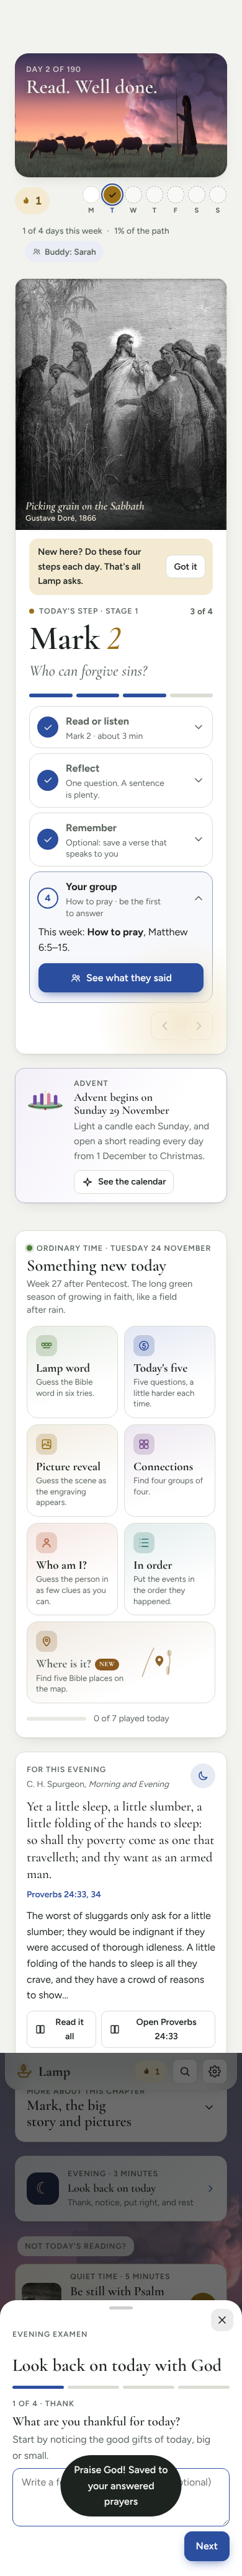 DAY 2 OF 190
Read. Well done.
1
M T W T F S S
1 of 4 days this week · 1% of the path
Buddy: Sarah
Picking grain on the Sabbath
Gustave Doré, 1866
New here? Do these four
steps each day. That's all
Lamp asks.
Got it
TODAY'S STEP · STAGE 1
3 of 4
Mark 2
Who can forgive sins?
Read or listen
Mark 2 · about 3 min
Reflect
One question. A sentence
is plenty.
Remember
Optional: save a verse that
speaks to you
4
Your group
How to pray · be the first
to answer
This week: How to pray, Matthew
6:5–15.
See what they said
ADVENT
Advent begins on
Sunday 29 November
Light a candle each Sunday, and
open a short reading every day
from 1 December to Christmas.
See the calendar
ORDINARY TIME · TUESDAY 24 NOVEMBER
Something new today
Week 27 after Pentecost. The long green
season of growing in faith, like a field
after rain.
Lamp word
Guess the Bible
word in six tries.
Today's five
Five questions, a
little harder each
time.
Picture reveal
Guess the scene as
the engraving
appears.
Connections
Find four groups of
four.
Who am I?
Guess the person in
as few clues as you
can.
In order
Put the events in
the order they
happened.
Where is it? NEW
Find five Bible places on
the map.
0 of 7 played today
FOR THIS EVENING
C. H. Spurgeon, Morning and Evening
Yet a little sleep, a little slumber, a
little folding of the hands to sleep:
so shall thy poverty come as one that
travelleth; and thy want as an armed
man.
Proverbs 24:33, 34
The worst of sluggards only ask for a little
slumber; they would be indignant if they
were accused of thorough idleness. A little
folding of the hands to sleep is all they
crave, and they have a crowd of reasons
to show…
Read it
all
Open Proverbs
24:33
Lamp
1
MORE ABOUT THIS CHAPTER
Mark, the big
story and pictures
EVENING · 3 MINUTES
Look back on today
Thank, notice, put right, and rest
NOT TODAY'S READING?
QUIET TIME · 5 MINUTES
Be still with Psalm
EVENING EXAMEN
Look back on today with God
1 OF 4 · THANK
What are you thankful for today?
Start by noticing the good gifts of today, big
or small.
Write a f
tional)
Praise God! Saved to
your answered
prayers
Next